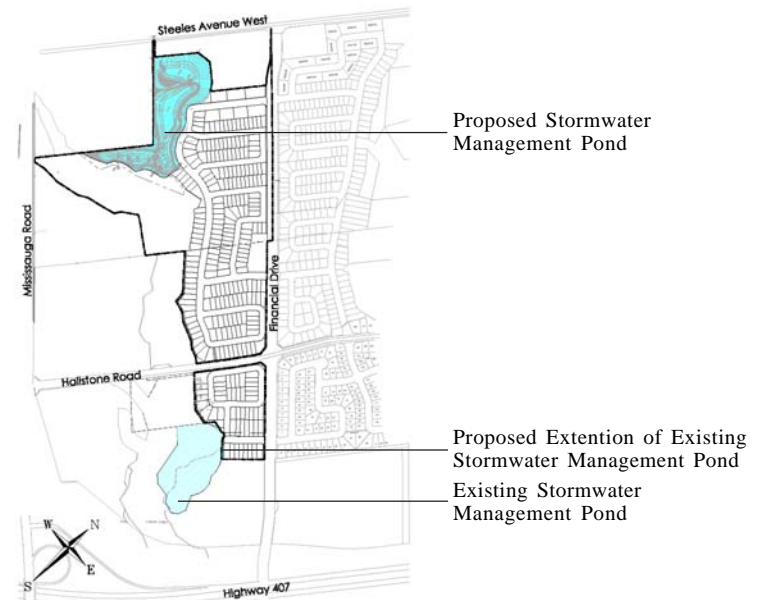 Steeles Avenue West
Proposed Stormwater
Management Pond
Mississauga Road
Financial Drive
Hallstone Road
Proposed Extention of Existing
Stormwater Management Pond
Existing Stormwater
Management Pond
W N
E
S
Highway 407